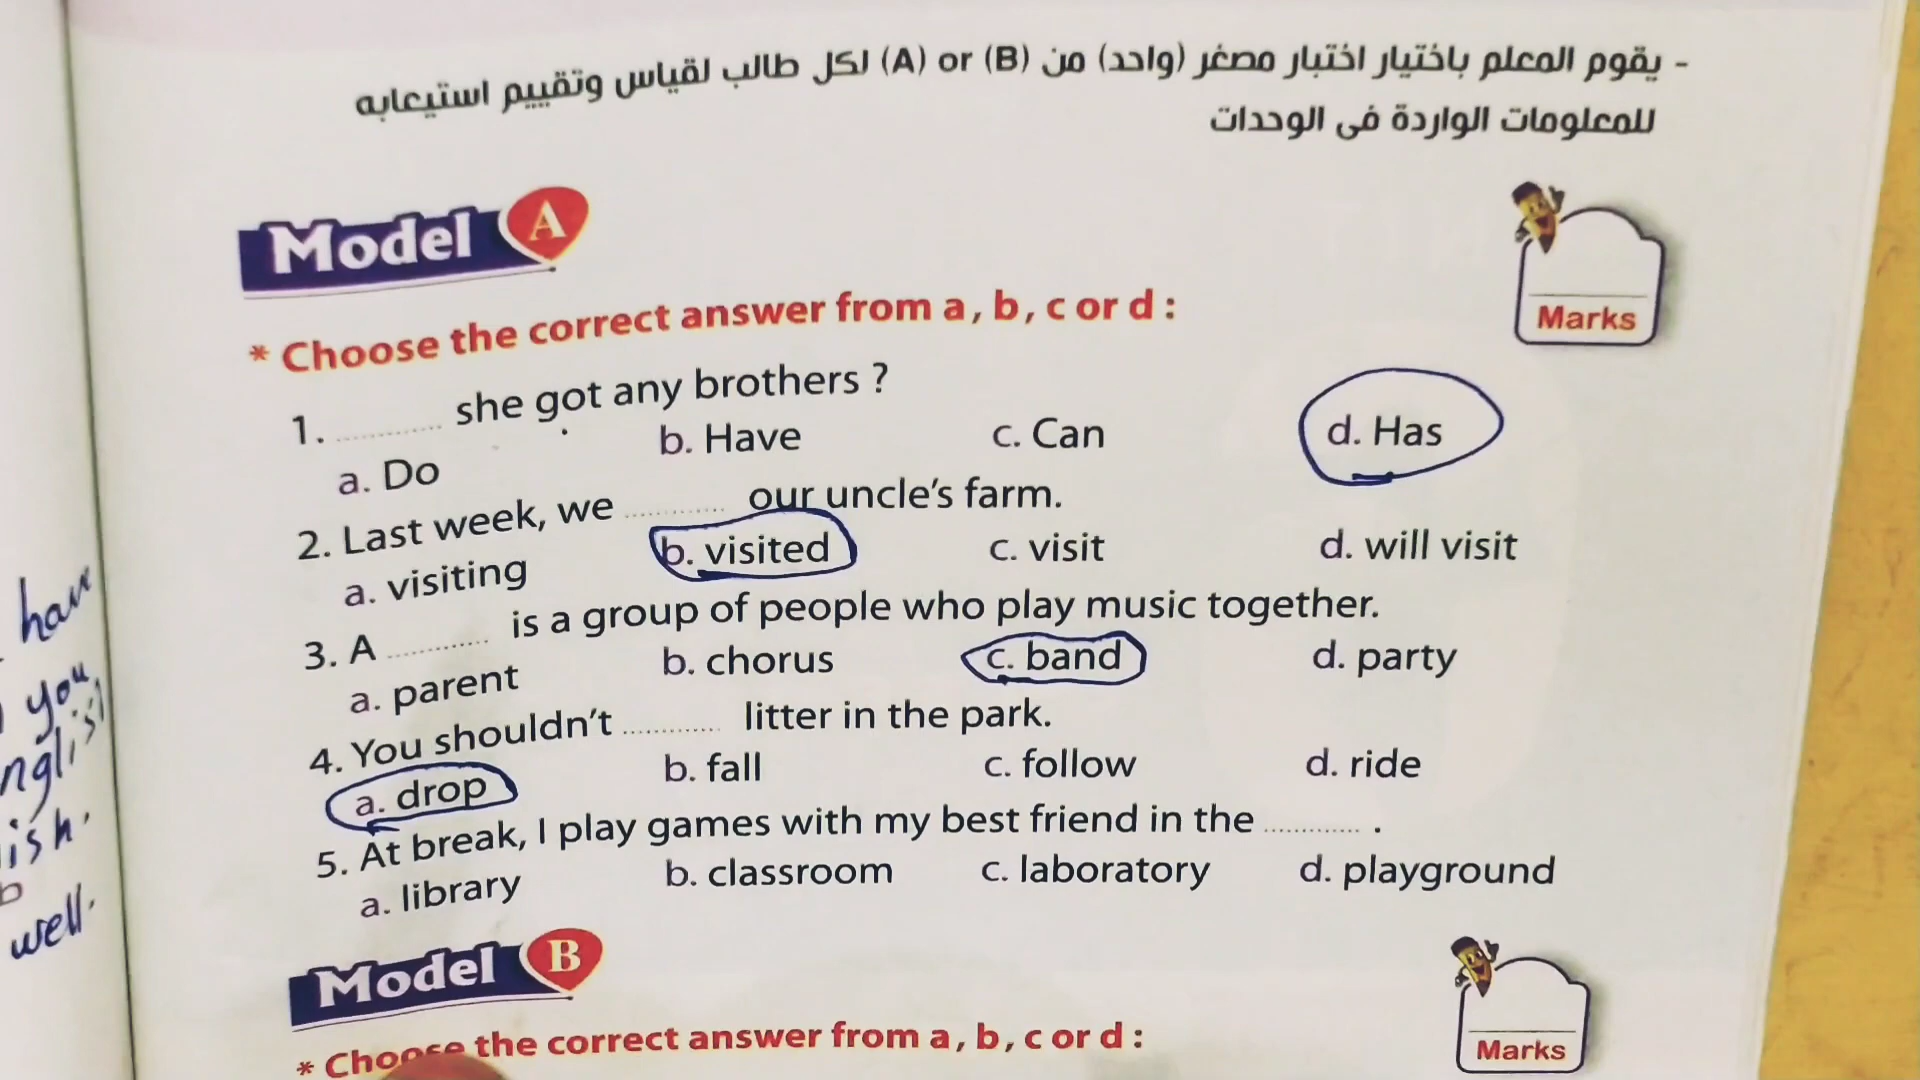 - يقوم المعلم باختيار اختبار مصغر (واحد) من (A) or (B) لكل طالب لقياس وتقييم استيعابه
للمعلومات الواردة فى الوحدات
Model A
Marks
* Choose the correct answer from a, b, c or d :
1. ............ she got any brothers ?
a. Do b. Have c. Can d. Has
2. Last week, we ............ our uncle's farm.
a. visiting b. visited c. visit d. will visit
3. A ............ is a group of people who play music together.
a. parent b. chorus c. band d. party
4. You shouldn't ............ litter in the park.
a. drop b. fall c. follow d. ride
5. At break, I play games with my best friend in the ............ .
a. library b. classroom c. laboratory d. playground
Model B
Marks
* Choose the correct answer from a, b, c or d :
have
you
nglish
ish.
well.